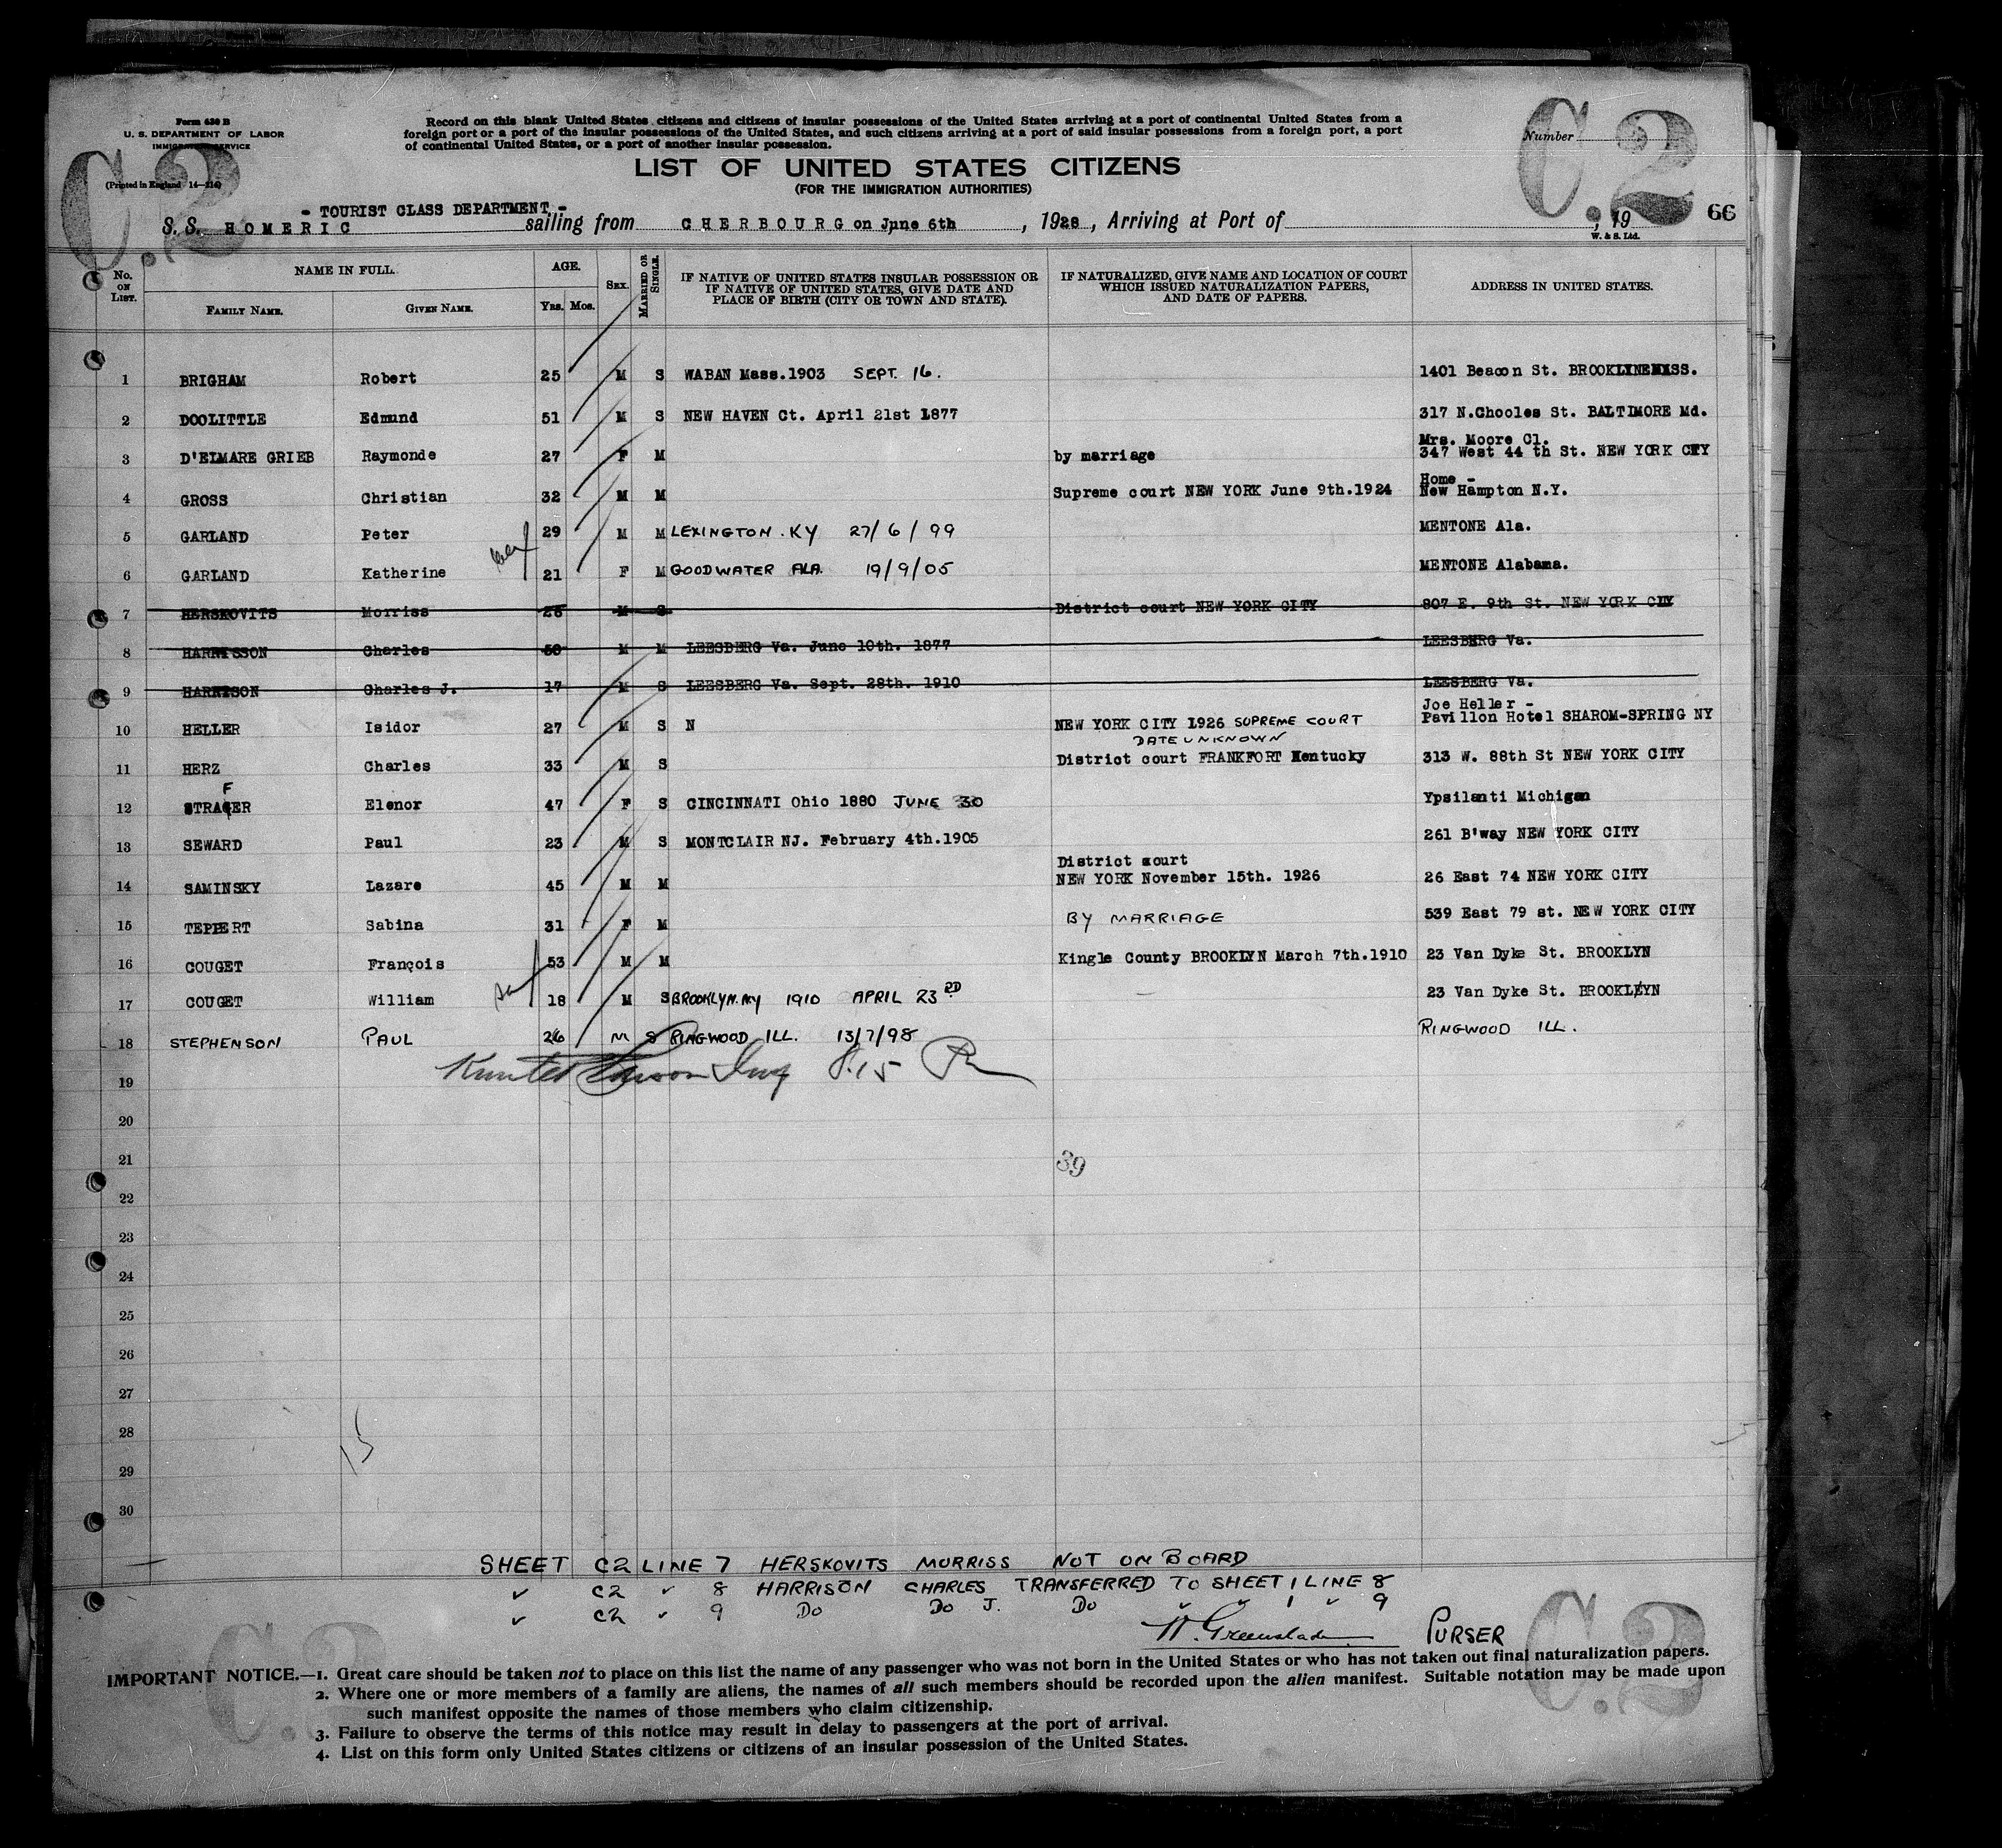 Form 630 B
U. S. DEPARTMENT OF LABOR
IMMIGRATION SERVICE
(Printed in England 14—214)
C.2
Record on this blank United States citizens and citizens of insular possessions of the United States arriving at a port of continental United States from a
foreign port or a port of the insular possessions of the United States, and such citizens arriving at a port of said insular possessions from a foreign port, a port
of continental United States, or a port of another insular possession.
LIST OF UNITED STATES CITIZENS
(FOR THE IMMIGRATION AUTHORITIES)
Number
C.2
66
- TOURIST CLASS DEPARTMENT -
S. S. HOMERIC sailing from CHERBOURG on June 6th, 1928, Arriving at Port of , 19
W. & S. Ltd.
No. ON LIST. NAME IN FULL. AGE. SEX. MARRIED OR SINGLE. IF NATIVE OF UNITED STATES INSULAR POSSESSION OR IF NATIVE OF UNITED STATES, GIVE DATE AND PLACE OF BIRTH (CITY OR TOWN AND STATE). IF NATURALIZED, GIVE NAME AND LOCATION OF COURT WHICH ISSUED NATURALIZATION PAPERS, AND DATE OF PAPERS. ADDRESS IN UNITED STATES.
FAMILY NAME. GIVEN NAME. YRS. MOS.
1 BRIGHAM Robert 25 M S WABAN Mass.1903 SEPT. 16. 1401 Beacon St. BROOKLINE MASS.
2 DOOLITTLE Edmund 51 M S NEW HAVEN Ct. April 21st 1877 317 N.Chooles St. BALTIMORE Md.
Mrs. Moore Cl.
3 D'ELMARE GRIEB Raymonde 27 F M by marriage 347 West 44 th St. NEW YORK CITY
Home -
4 GROSS Christian 32 M M Supreme court NEW YORK June 9th.1924 New Hampton N.Y.
5 GARLAND Peter 29 M M LEXINGTON. KY 27/6/99 MENTONE Ala.
6 GARLAND Katherine 21 F M GOODWATER ALA. 19/9/05 MENTONE Alabama.
7 HERSKOVITS Morriss 26 M S District court NEW YORK CITY 807 E. 9th St. NEW YORK CITY
8 HARRISSON Charles 50 M M LEESBERG Va. June 10th. 1877 LEESBERG Va.
9 HARRISON Charles J. 17 M S LEESBERG Va. Sept. 28th. 1910 LEESBERG Va.
Joe Heller -
10 HELLER Isidor 27 M S N NEW YORK CITY 1926 SUPREME COURT Pavillon Hotel SHAROM-SPRING NY
DATE UNKNOWN
11 HERZ Charles 33 M S District court FRANKFORT Kentucky 313 W. 88th St NEW YORK CITY
F
12 STRAGER Elenor 47 F S CINCINNATI Ohio 1880 JUNE 30 Ypsilanti Michigan
13 SEWARD Paul 23 M S MONTCLAIR NJ. February 4th.1905 261 B'way NEW YORK CITY
District court
14 SAMINSKY Lazare 45 M M NEW YORK November 15th. 1926 26 East 74 NEW YORK CITY
15 TEPPERT Sabina 31 F M BY MARRIAGE 539 East 79 st. NEW YORK CITY
16 COUGET François 53 M M Kingle County BROOKLYN March 7th.1910 23 Van Dyke St. BROOKLYN
17 COUGET William 18 M S BROOKLYN. NY 1910 APRIL 23RD 23 Van Dyke St. BROOKLEYN
18 STEPHENSON PAUL 26 M S RINGWOOD ILL. 13/7/98 RINGWOOD ILL.
19
20
21
39
22
23
24
25
26
27
28
15
29
30
SHEET C2 LINE 7 HERSKOVITS MORRISS NOT ON BOARD
✓ C2 ✓ 8 HARRISON CHARLES TRANSFERRED TO SHEET 1 LINE 8
✓ C2 ✓ 9 DO DO J. DO ✓ ✓ 1 ✓ 9
W. Greenslade PURSER
C.2
C.2
IMPORTANT NOTICE.—1. Great care should be taken not to place on this list the name of any passenger who was not born in the United States or who has not taken out final naturalization papers.
2. Where one or more members of a family are aliens, the names of all such members should be recorded upon the alien manifest. Suitable notation may be made upon
such manifest opposite the names of those members who claim citizenship.
3. Failure to observe the terms of this notice may result in delay to passengers at the port of arrival.
4. List on this form only United States citizens or citizens of an insular possession of the United States.